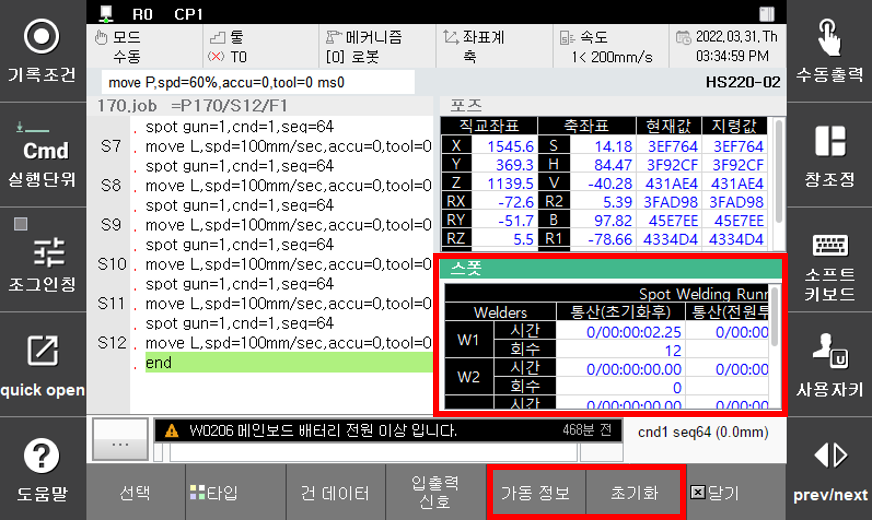 R0 CP1
모드
수동
툴
(X) T0
메커니즘
[0] 로봇
좌표계
축
속도
1< 200mm/s
2022,03,31, Th
03:34:59 PM
move P,spd=60%,accu=0,tool=0 ms0
HS220-02
170.job =P170/S12/F1
spot gun=1,cnd=1,seq=64
S7 move L,spd=100mm/sec,accu=0,tool=0
spot gun=1,cnd=1,seq=64
S8 move L,spd=100mm/sec,accu=0,tool=0
spot gun=1,cnd=1,seq=64
S9 move L,spd=100mm/sec,accu=0,tool=0
spot gun=1,cnd=1,seq=64
S10 move L,spd=100mm/sec,accu=0,tool=0
spot gun=1,cnd=1,seq=64
S11 move L,spd=100mm/sec,accu=0,tool=0
spot gun=1,cnd=1,seq=64
S12 move L,spd=100mm/sec,accu=0,tool=0
end
포즈
직교좌표 축좌표 현재값 지령값
X 1545.6 S 14.18 3EF764 3EF764
Y 369.3 H 84.47 3F92CF 3F92CF
Z 1139.5 V -40.28 431AE4 431AE4
RX -72.6 R2 5.39 3FAD98 3FAD98
RY -51.7 B 97.82 45E7EE 45E7EE
RZ 5.5 R1 -78.66 4334D4 4334D4
스폿
Spot Welding Runn
Welders 통산(초기화후) 통산(전원투
W1 시간 0/00:00:02.25 0/00:00
회수 12
W2 시간 0/00:00:00.00 0/00:00
회수 0
시간 0/00:00:00.00 0/00:00
...
W0206 메인보드 배터리 전원 이상 입니다.
468분 전
cnd1 seq64 (0.0mm)
선택
타입
건 데이터
입출력
신호
가동 정보
초기화
닫기
기록조건
Cmd
실행단위
조그인칭
quick open
도움말
수동출력
창조정
소프트
키보드
사용자키
prev/next